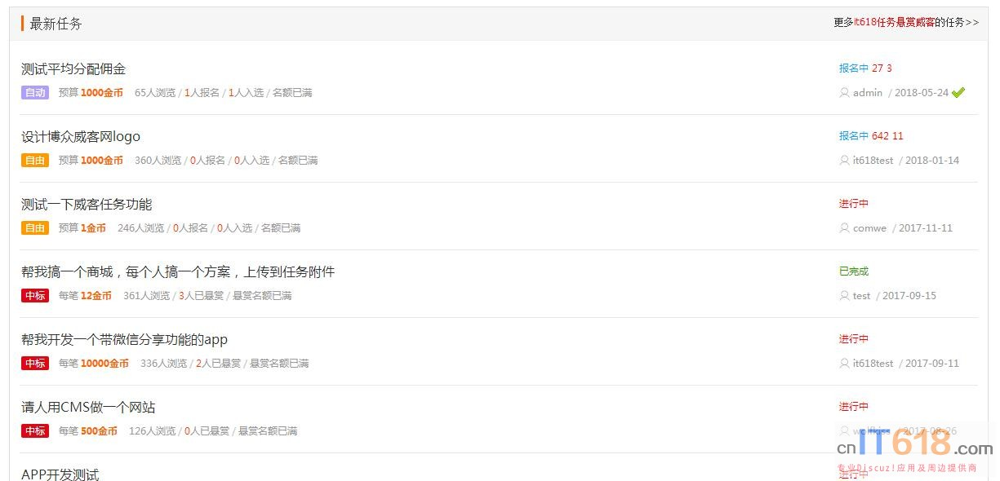 最新任务 更多it618任务悬赏威客的任务>>
测试平均分配佣金 报名中 27 3
自动 预算 1000金币 65人浏览 / 1人报名 / 1人入选 / 名额已满 admin / 2018-05-24
设计博众威客网logo 报名中 642 11
自由 预算 1000金币 360人浏览 / 0人报名 / 0人入选 / 名额已满 it618test / 2018-01-14
测试一下威客任务功能 进行中
自由 预算 1金币 246人浏览 / 0人报名 / 0人入选 / 名额已满 comwe / 2017-11-11
帮我搞一个商城，每个人搞一个方案，上传到任务附件 已完成
中标 每笔 12金币 361人浏览 / 3人已悬赏 / 悬赏名额已满 test / 2017-09-15
帮我开发一个带微信分享功能的app 进行中
中标 每笔 10000金币 336人浏览 / 2人已悬赏 / 悬赏名额已满 it618test / 2017-09-11
请人用CMS做一个网站 进行中
中标 每笔 500金币 126人浏览 / 0人已悬赏 / 悬赏名额已满 / 2017-08-26
cnIT618.com
专业Discuz!应用及周边提供商
APP开发测试 进行中